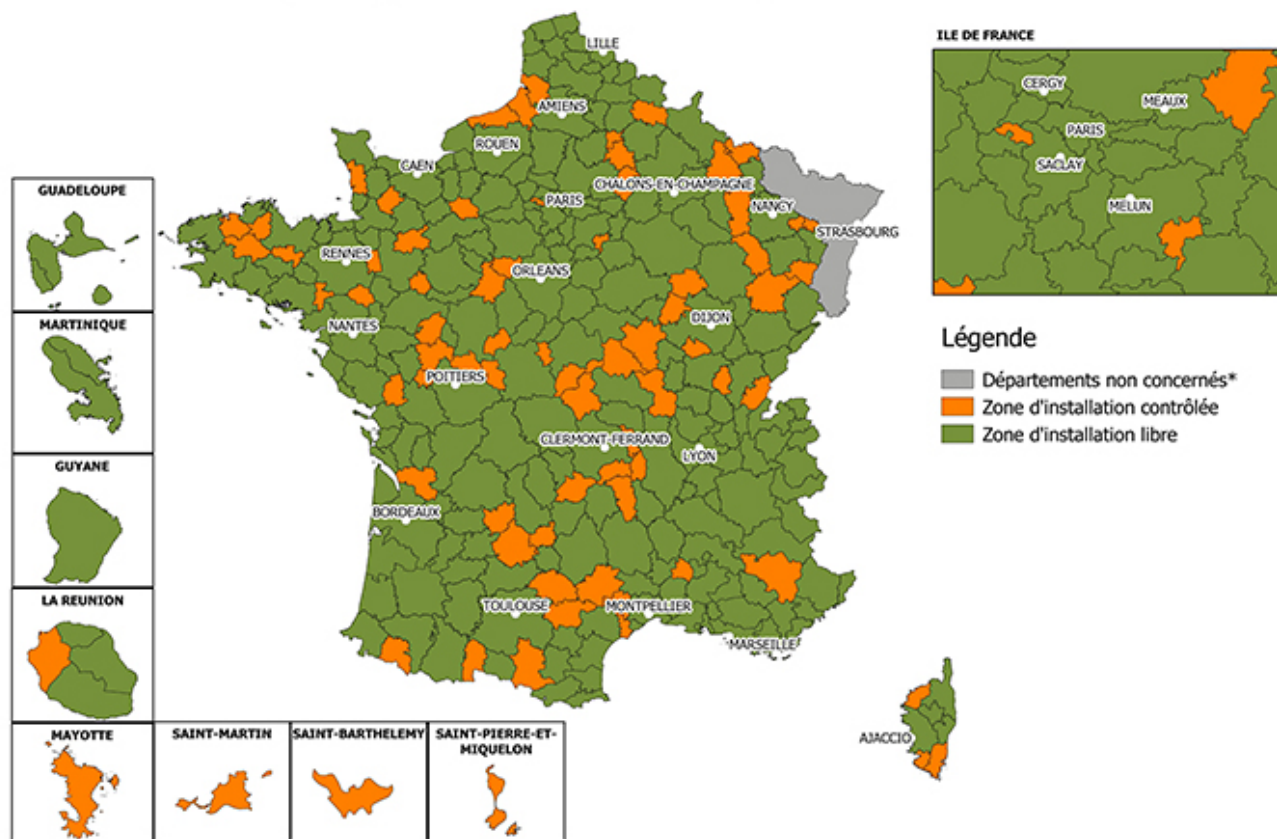 LILLE
AMIENS
ROUEN
CAEN
CHALONS-EN-CHAMPAGNE
PARIS
NANCY
STRASBOURG
RENNES
ORLEANS
DIJON
NANTES
POITIERS
CLERMONT-FERRAND
LYON
BORDEAUX
TOULOUSE
MONTPELLIER
MARSEILLE
AJACCIO
ILE DE FRANCE
CERGY
MEAUX
PARIS
SACLAY
MELUN
Légende
Départements non concernés*
Zone d'installation contrôlée
Zone d'installation libre
GUADELOUPE
MARTINIQUE
GUYANE
LA REUNION
MAYOTTE
SAINT-MARTIN
SAINT-BARTHELEMY
SAINT-PIERRE-ET-
MIQUELON